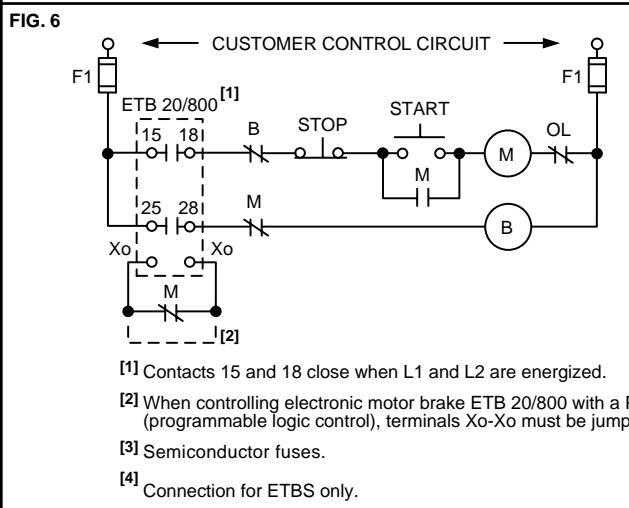 FIG. 6
CUSTOMER CONTROL CIRCUIT
F1 F1
ETB 20/800 [1]
START
STOP
15 18 B OL
M
M
25 28 M
B
Xo Xo
M
[2]
[1] Contacts 15 and 18 close when L1 and L2 are energized.
[2] When controlling electronic motor brake ETB 20/800 with a
(programmable logic control), terminals Xo-Xo must be
[3] Semiconductor fuses.
[4] Connection for ETBS only.